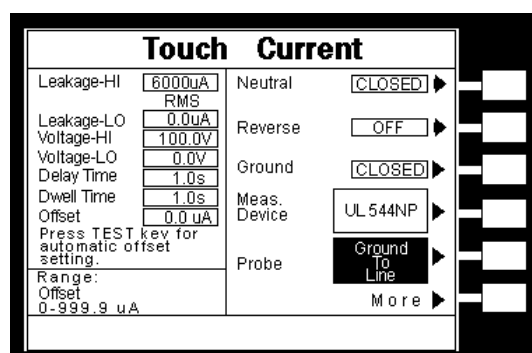 Touch Current
Leakage-HI 6000uA
RMS
Leakage-LO 0.0uA
Voltage-HI 100.0V
Voltage-LO 0.0V
Delay Time 1.0s
Dwell Time 1.0s
Offset 0.0 uA
Press TEST key for
automatic offset
setting.
Range:
Offset
0-999.9 uA
Neutral CLOSED
Reverse OFF
Ground CLOSED
Meas.
Device UL544NP
Probe Ground
To
Line
More